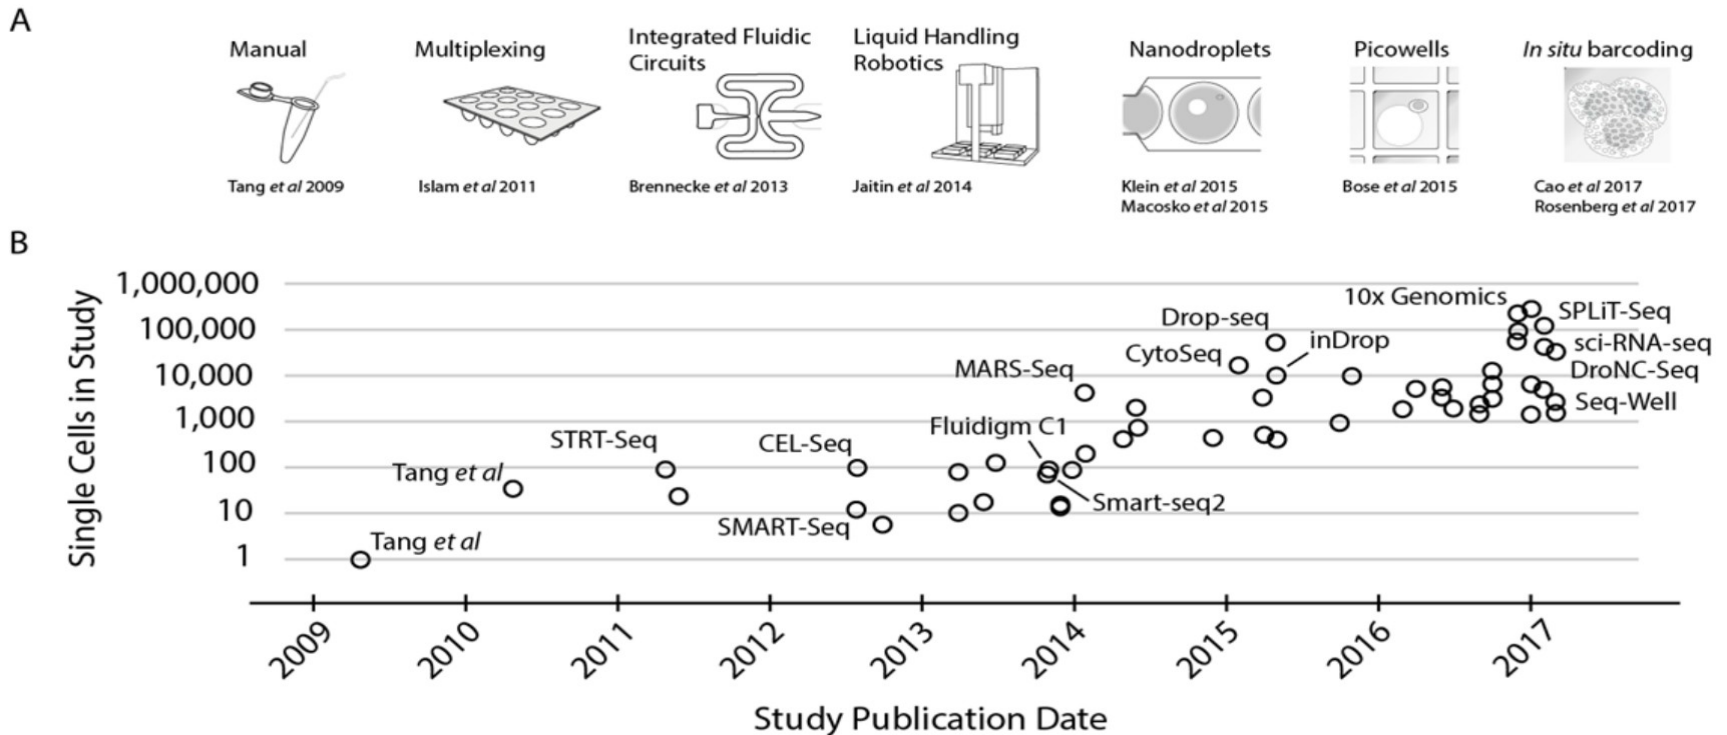 A
Manual
Multiplexing
Integrated Fluidic
Circuits
Liquid Handling
Robotics
Nanodroplets
Picowells
In situ barcoding
Tang et al 2009
Islam et al 2011
Brennecke et al 2013
Jaitin et al 2014
Klein et al 2015
Macosko et al 2015
Bose et al 2015
Cao et al 2017
Rosenberg et al 2017
B
Single Cells in Study
1,000,000
100,000
10,000
1,000
100
10
1
Tang et al
Tang et al
STRT-Seq
CEL-Seq
SMART-Seq
Fluidigm C1
Smart-seq2
MARS-Seq
CytoSeq
Drop-seq
inDrop
10x Genomics
SPLiT-Seq
sci-RNA-seq
DroNC-Seq
Seq-Well
2009
2010
2011
2012
2013
2014
2015
2016
2017
Study Publication Date